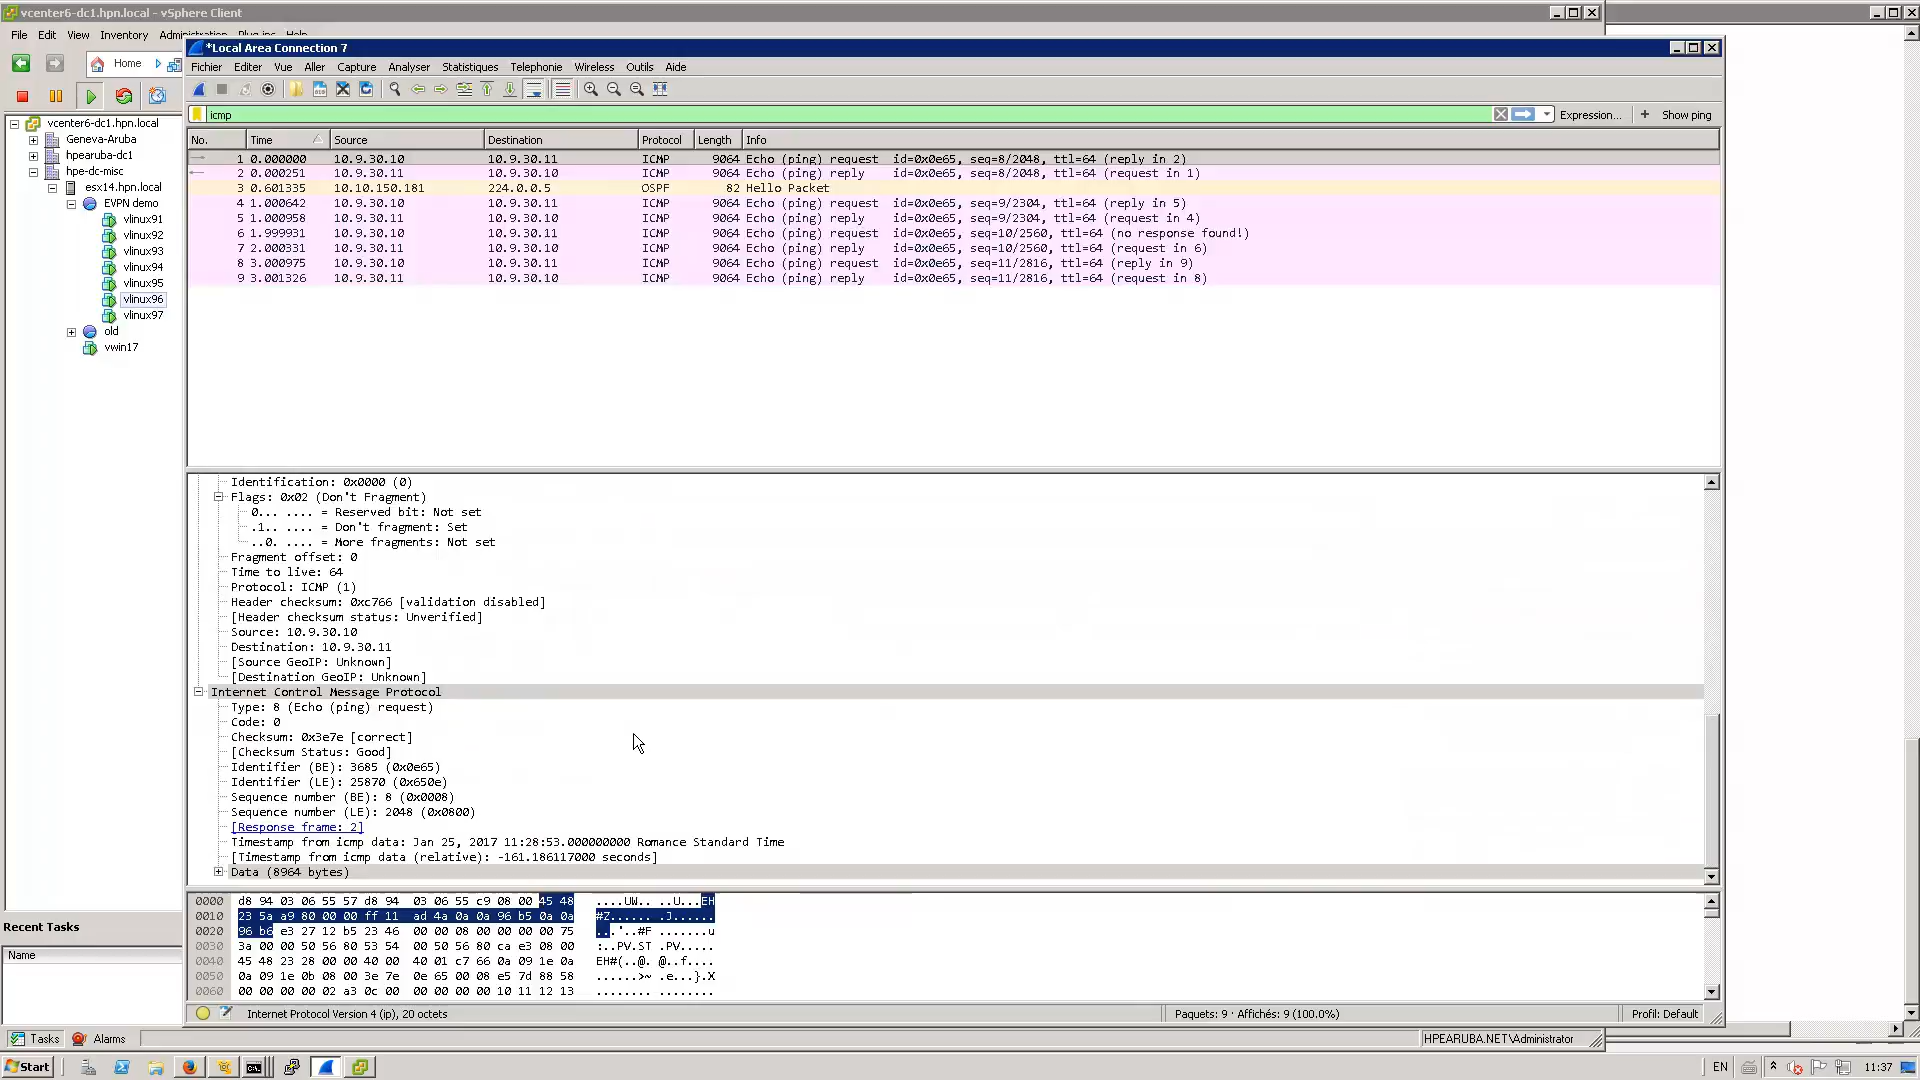 vcenter6-dc1.hpn.local - vSphere Client
File Edit View Inventory Administration Plug-ins Help
Home
*Local Area Connection 7
Fichier Editer Vue Aller Capture Analyser Statistiques Telephonie Wireless Outils Aide
icmp Expression... + Show ping
No. Time Source Destination Protocol Length Info
1 0.000000 10.9.30.10 10.9.30.11 ICMP 9064 Echo (ping) request id=0x0e65, seq=8/2048, ttl=64 (reply in 2)
2 0.000251 10.9.30.11 10.9.30.10 ICMP 9064 Echo (ping) reply id=0x0e65, seq=8/2048, ttl=64 (request in 1)
3 0.601335 10.10.150.181 224.0.0.5 OSPF 82 Hello Packet
4 1.000642 10.9.30.10 10.9.30.11 ICMP 9064 Echo (ping) request id=0x0e65, seq=9/2304, ttl=64 (reply in 5)
5 1.000958 10.9.30.11 10.9.30.10 ICMP 9064 Echo (ping) reply id=0x0e65, seq=9/2304, ttl=64 (request in 4)
6 1.999931 10.9.30.10 10.9.30.11 ICMP 9064 Echo (ping) request id=0x0e65, seq=10/2560, ttl=64 (no response found!)
7 2.000331 10.9.30.11 10.9.30.10 ICMP 9064 Echo (ping) reply id=0x0e65, seq=10/2560, ttl=64 (request in 6)
8 3.000975 10.9.30.10 10.9.30.11 ICMP 9064 Echo (ping) request id=0x0e65, seq=11/2816, ttl=64 (reply in 9)
9 3.001326 10.9.30.11 10.9.30.10 ICMP 9064 Echo (ping) reply id=0x0e65, seq=11/2816, ttl=64 (request in 8)
vcenter6-dc1.hpn.local
Geneva-Aruba
hpearuba-dc1
hpe-dc-misc
esx14.hpn.local
EVPN demo
vlinux91
vlinux92
vlinux93
vlinux94
vlinux95
vlinux96
vlinux97
old
vwin17
Identification: 0x0000 (0)
Flags: 0x02 (Don't Fragment)
0... .... = Reserved bit: Not set
.1.. .... = Don't fragment: Set
..0. .... = More fragments: Not set
Fragment offset: 0
Time to live: 64
Protocol: ICMP (1)
Header checksum: 0xc766 [validation disabled]
[Header checksum status: Unverified]
Source: 10.9.30.10
Destination: 10.9.30.11
[Source GeoIP: Unknown]
[Destination GeoIP: Unknown]
Internet Control Message Protocol
Type: 8 (Echo (ping) request)
Code: 0
Checksum: 0x3e7e [correct]
[Checksum Status: Good]
Identifier (BE): 3685 (0x0e65)
Identifier (LE): 25870 (0x650e)
Sequence number (BE): 8 (0x0008)
Sequence number (LE): 2048 (0x0800)
[Response frame: 2]
Timestamp from icmp data: Jan 25, 2017 11:28:53.000000000 Romance Standard Time
[Timestamp from icmp data (relative): -161.186117000 seconds]
Data (8964 bytes)
0000 d8 94 03 06 55 57 d8 94 03 06 55 c9 08 00 45 48 ....UW.. ..U...EH
0010 23 5a a9 80 00 00 ff 11 ad 4a 0a 0a 96 b5 0a 0a #Z...... .J......
0020 96 b6 e3 27 12 b5 23 46 00 00 08 00 00 00 00 75 ...'..#F .......u
0030 3a 00 00 50 56 80 53 54 00 50 56 80 ca e3 08 00 :..PV.ST .PV.....
0040 45 48 23 28 00 00 40 00 40 01 c7 66 0a 09 1e 0a EH#(..@. @..f....
0050 0a 09 1e 0b 08 00 3e 7e 0e 65 00 08 e5 7d 88 58 ......>~ .e...}.X
0060 00 00 00 00 02 a3 0c 00 00 00 00 00 10 11 12 13 ........ ........
Recent Tasks
Name
Internet Protocol Version 4 (ip), 20 octets
Paquets: 9 · Affichés: 9 (100.0%)
Profil: Default
Tasks Alarms
HPEARUBA.NET\Administrator
Start EN 11:37